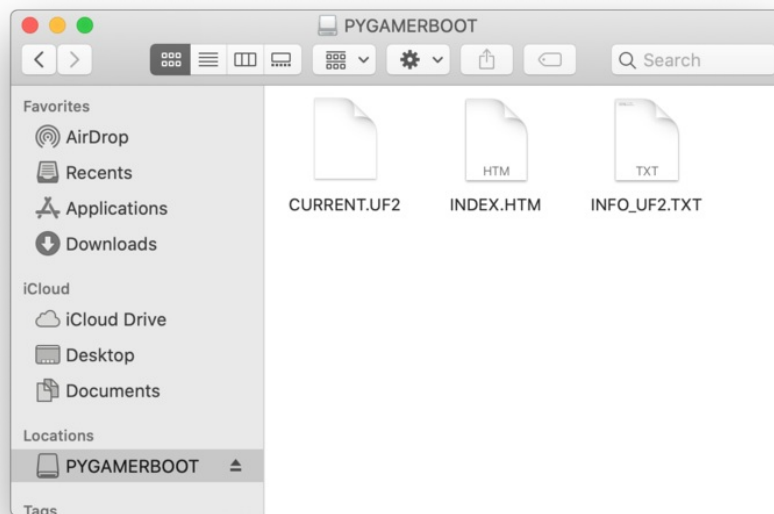 PYGAMERBOOT
Search
Favorites
AirDrop
Recents
Applications
Downloads
iCloud
iCloud Drive
Desktop
Documents
Locations
PYGAMERBOOT
Tags
HTM
TXT
CURRENT.UF2
INDEX.HTM
INFO_UF2.TXT